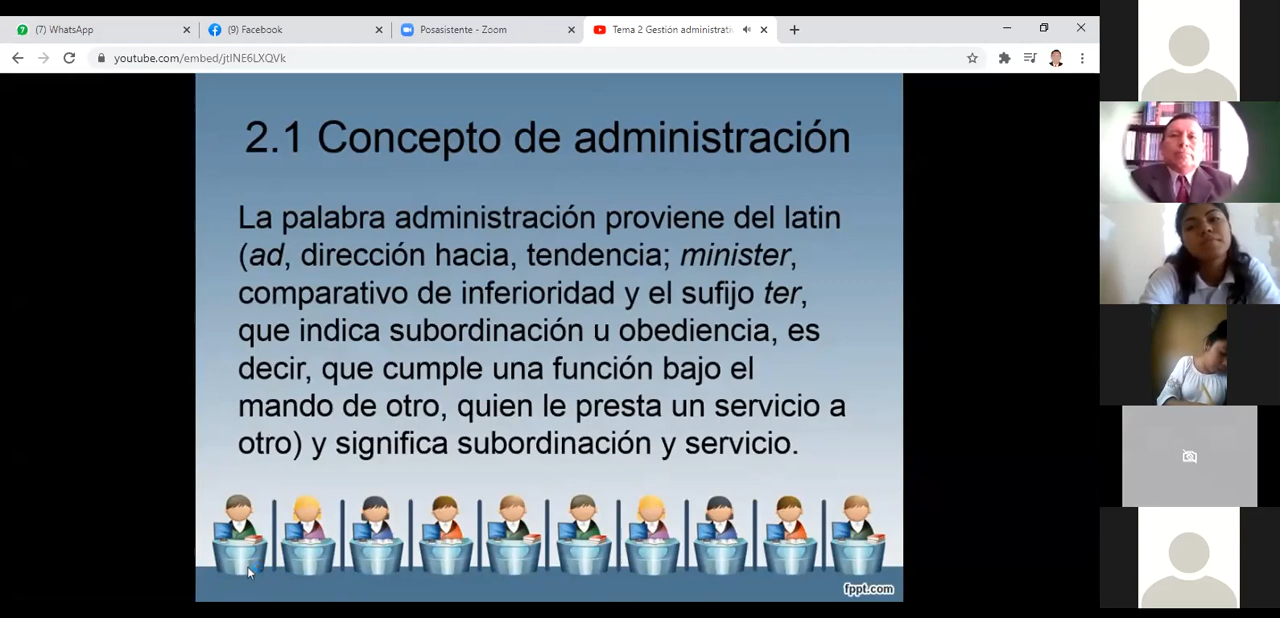 (7) WhatsApp
(9) Facebook
Posasistente - Zoom
Tema 2 Gestión administrati
youtube.com/embed/jtlNE6LXQVk
2.1 Concepto de administración
La palabra administración proviene del latin
(ad, dirección hacia, tendencia; minister,
comparativo de inferioridad y el sufijo ter,
que indica subordinación u obediencia, es
decir, que cumple una función bajo el
mando de otro, quien le presta un servicio a
otro) y significa subordinación y servicio.
fppt.com